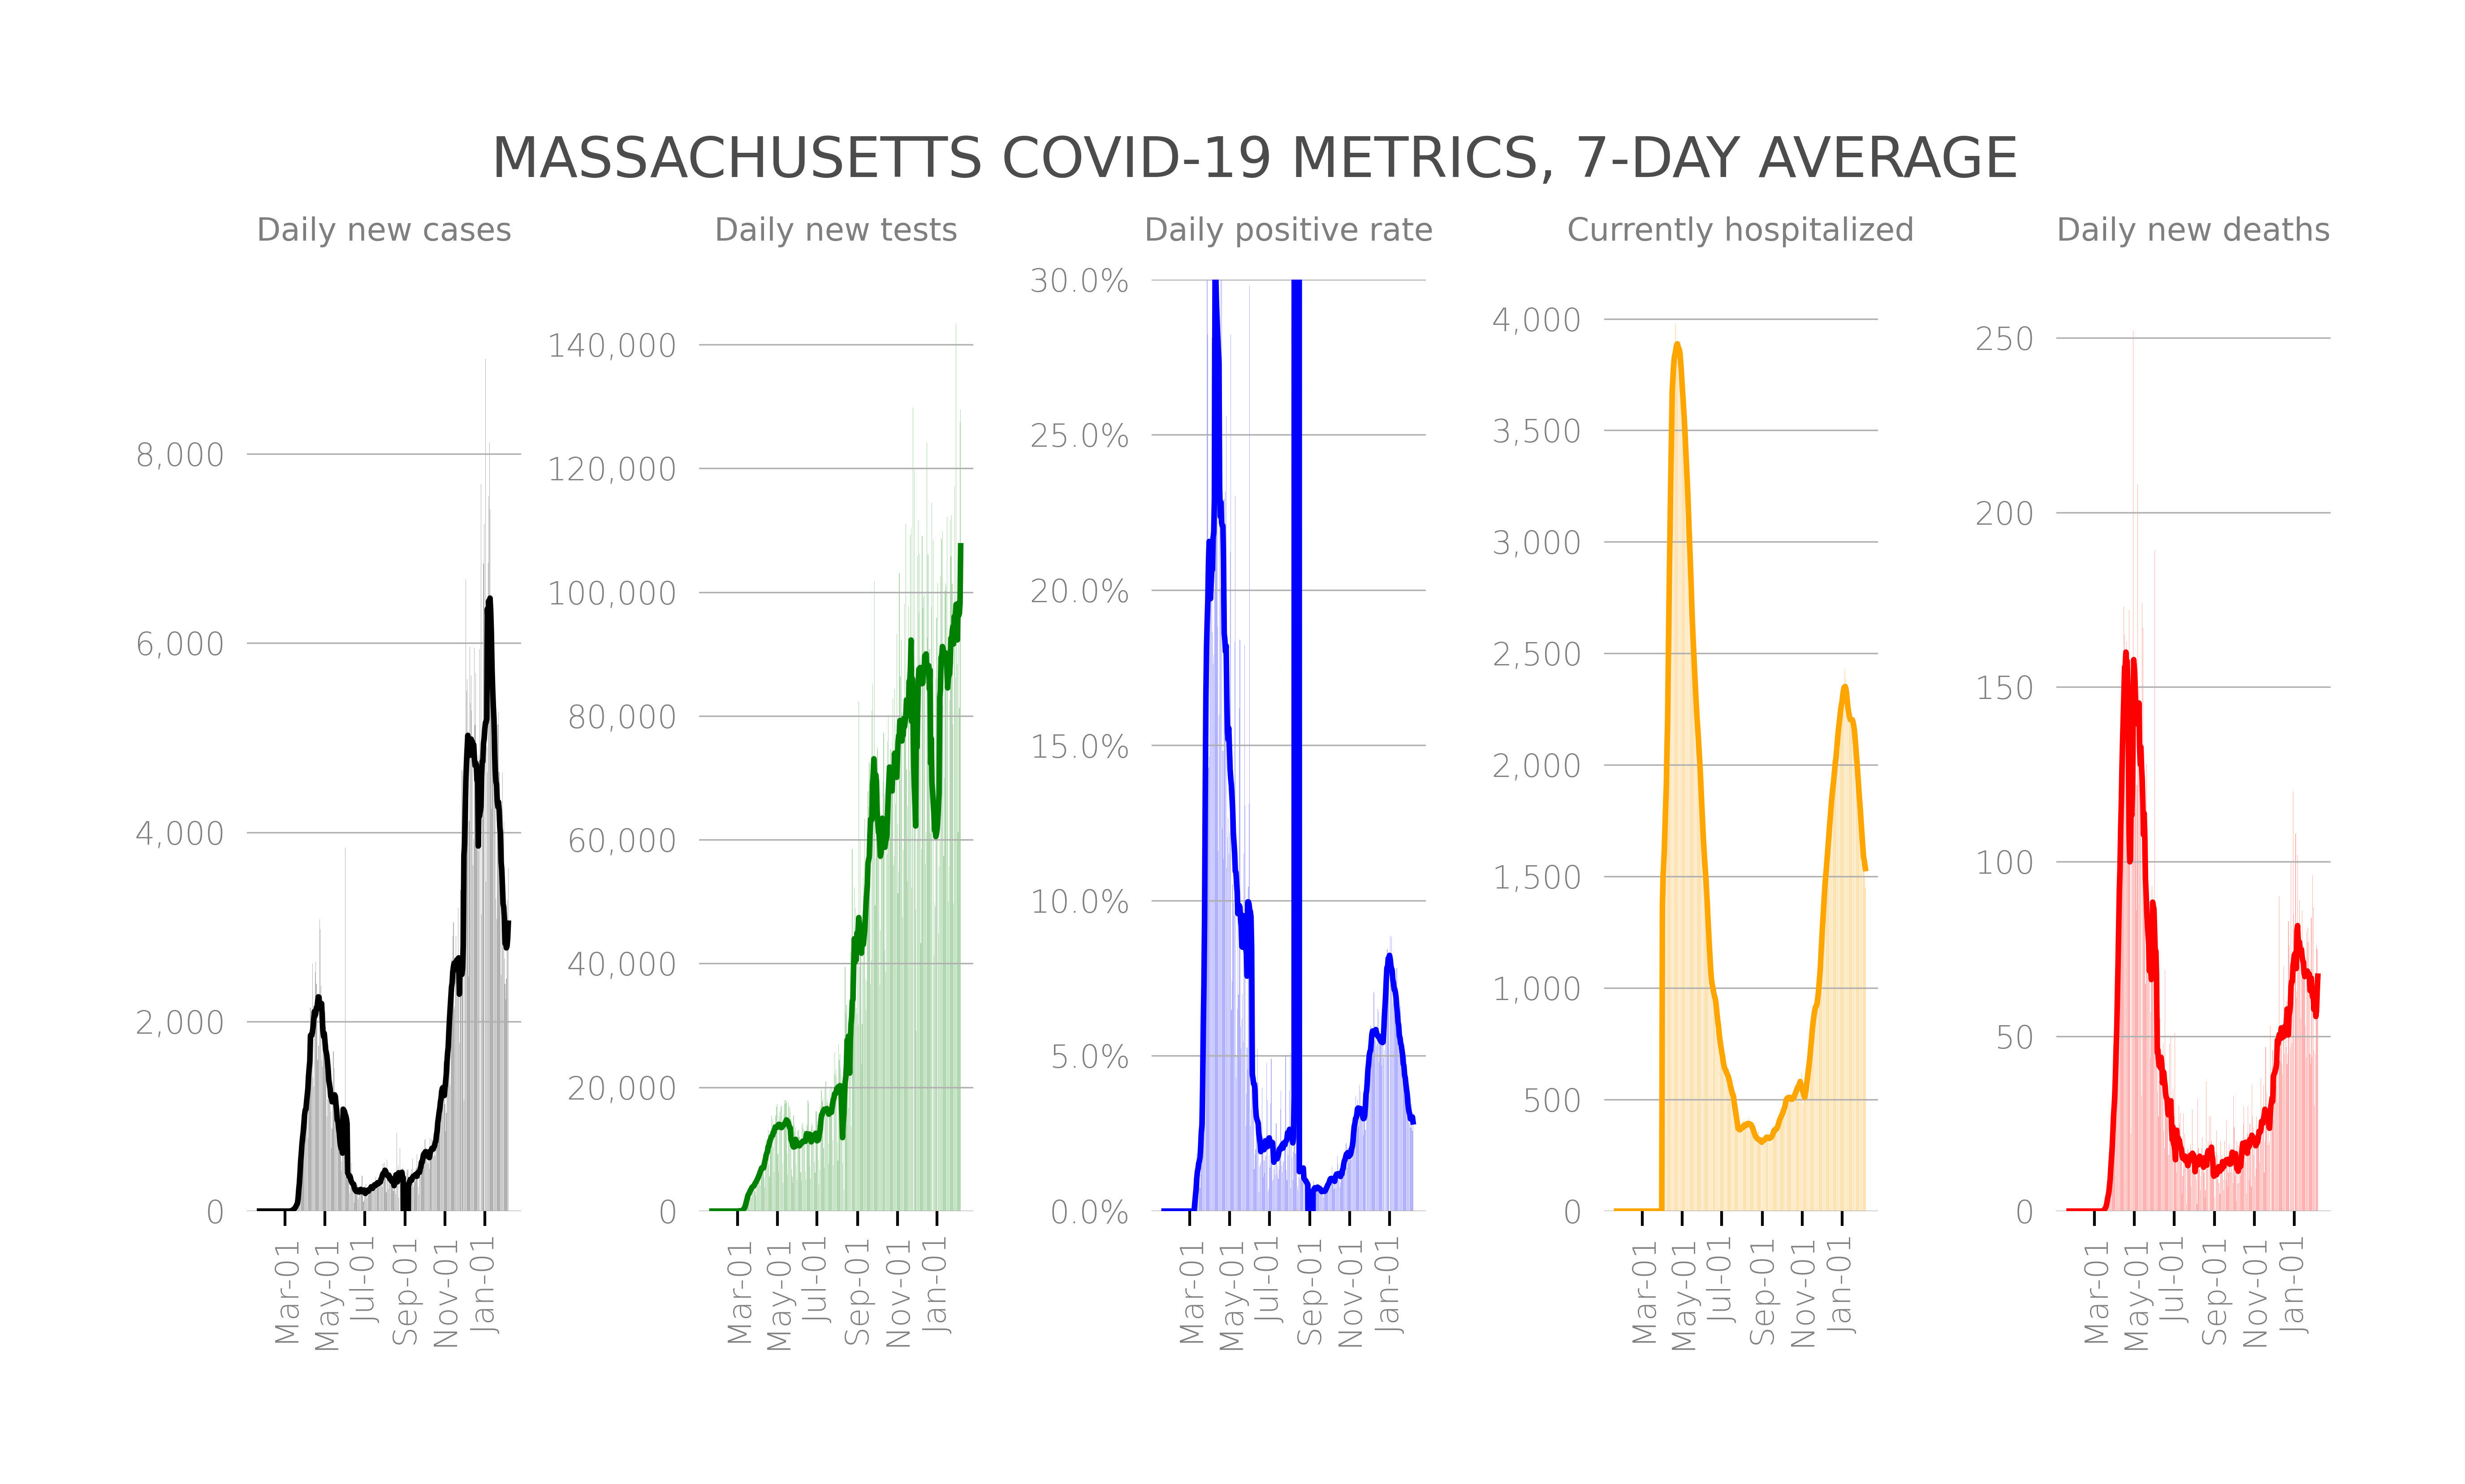 MASSACHUSETTS COVID-19 METRICS, 7-DAY AVERAGE
Daily new cases
8,000
6,000
4,000
2,000
0
Mar-01
May-01
Jul-01
Sep-01
Nov-01
Jan-01
Daily new tests
140,000
120,000
100,000
80,000
60,000
40,000
20,000
0
Mar-01
May-01
Jul-01
Sep-01
Nov-01
Jan-01
Daily positive rate
30.0%
25.0%
20.0%
15.0%
10.0%
5.0%
0.0%
Mar-01
May-01
Jul-01
Sep-01
Nov-01
Jan-01
Currently hospitalized
4,000
3,500
3,000
2,500
2,000
1,500
1,000
500
0
Mar-01
May-01
Jul-01
Sep-01
Nov-01
Jan-01
Daily new deaths
250
200
150
100
50
0
Mar-01
May-01
Jul-01
Sep-01
Nov-01
Jan-01